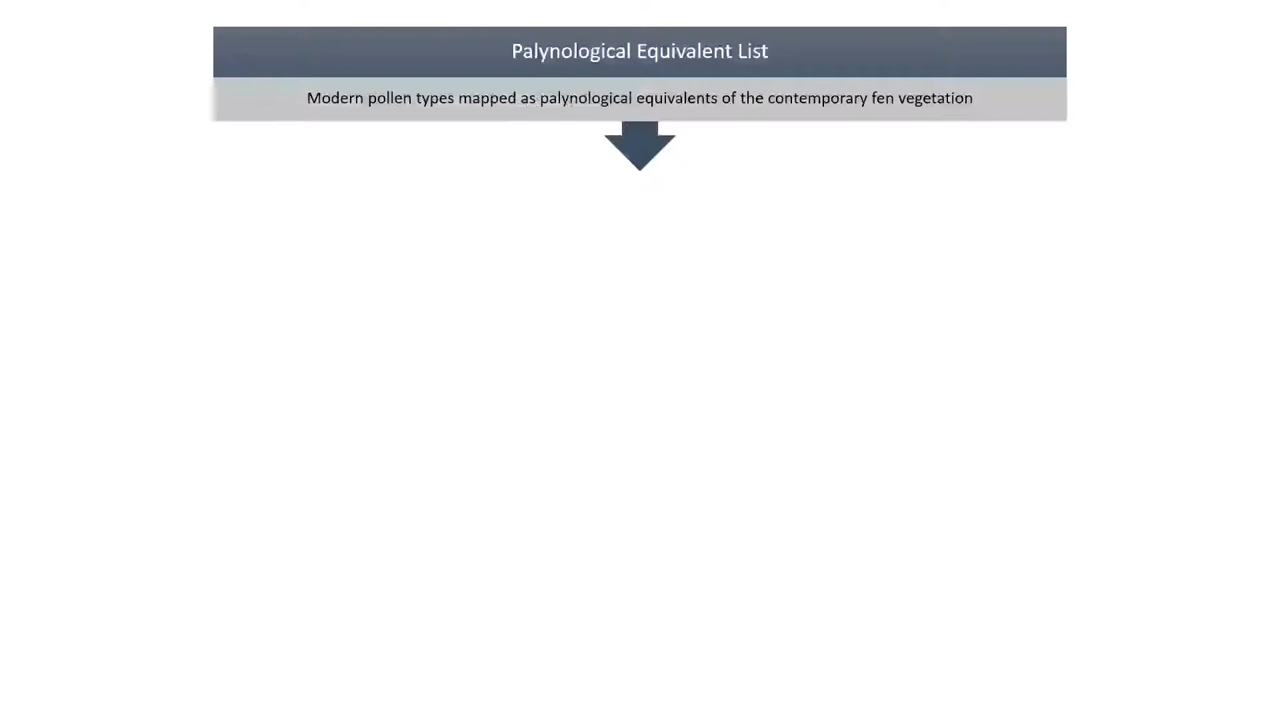 Palynological Equivalent List
Modern pollen types mapped as palynological equivalents of the contemporary fen vegetation